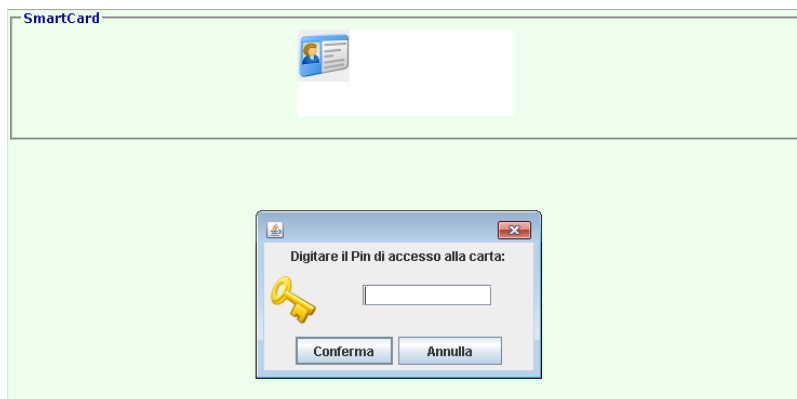 SmartCard
Digitare il Pin di accesso alla carta:
Conferma
Annulla